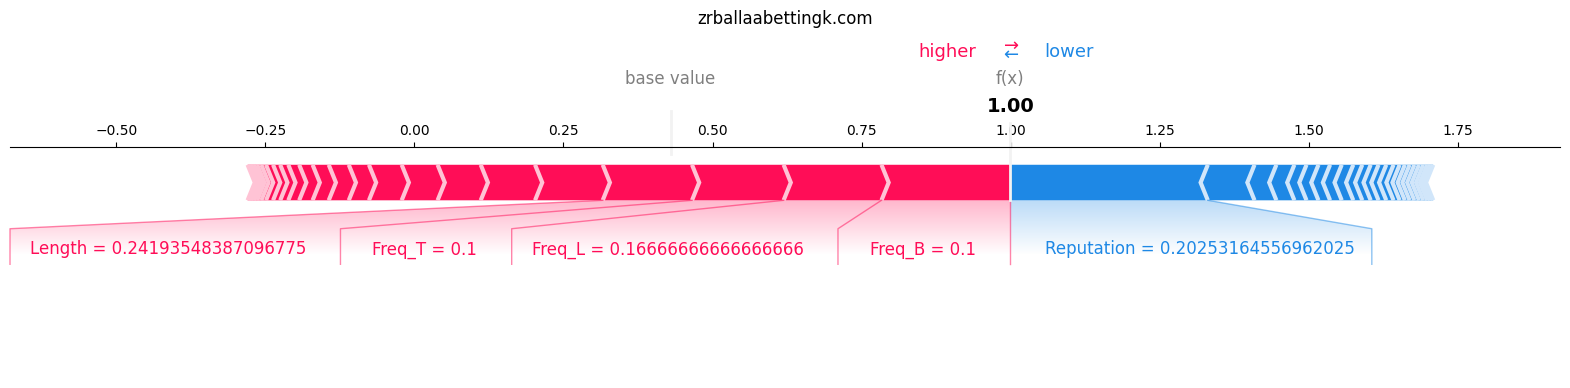 zrballaabettingk.com
higher ⇄ lower
base value f(x)
1.00
−0.50 −0.25 0.00 0.25 0.50 0.75 1.00 1.25 1.50 1.75
Length = 0.24193548387096775 Freq_T = 0.1 Freq_L = 0.16666666666666666 Freq_B = 0.1 Reputation = 0.20253164556962025